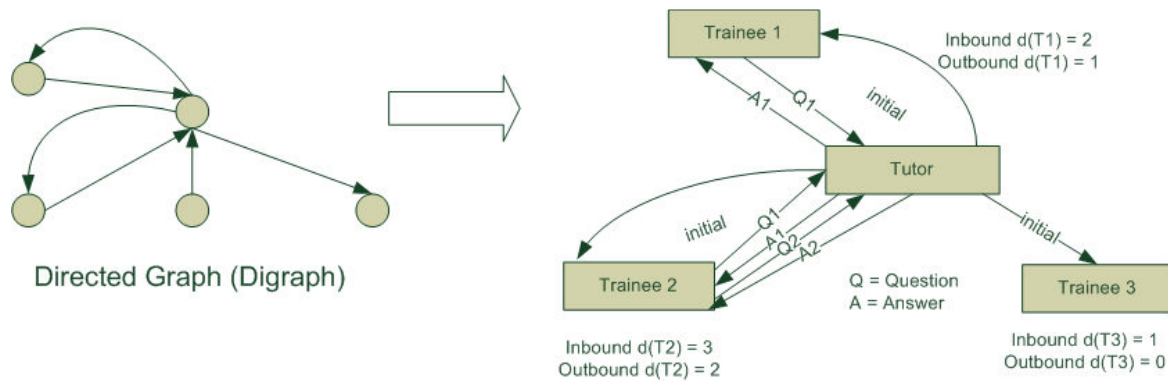 Trainee 1
Inbound d(T1) = 2
Outbound d(T1) = 1
Q1
A1
initial
Tutor
initial
Q1
A1
Q2
A2
initial
Directed Graph (Digraph)
Trainee 2
Q = Question
A = Answer
Trainee 3
Inbound d(T2) = 3
Outbound d(T2) = 2
Inbound d(T3) = 1
Outbound d(T3) = 0